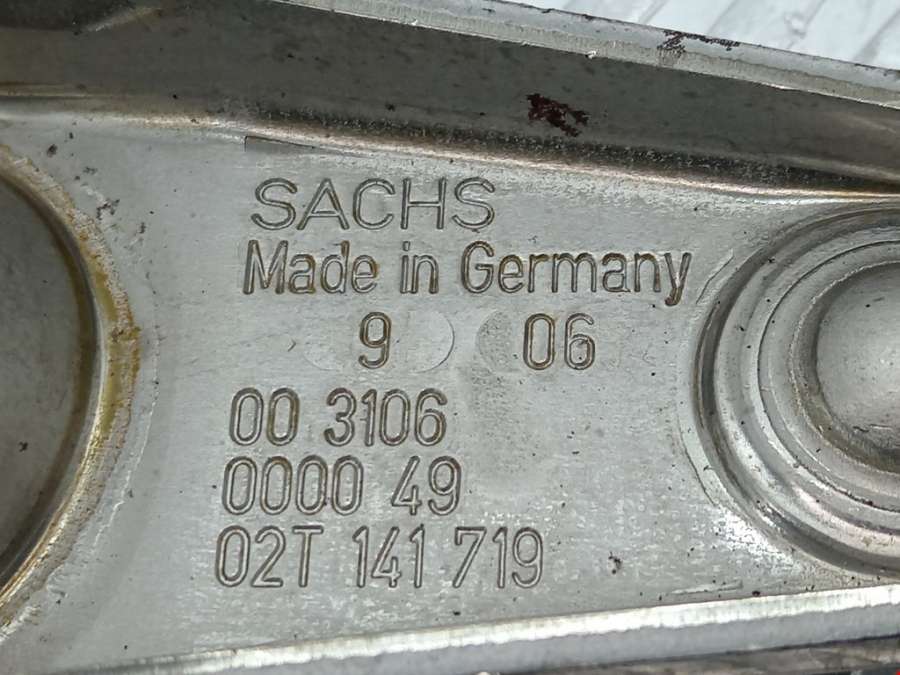 SACHS
Made in Germany
9 06
00 3106
0000 49
02T 141 719